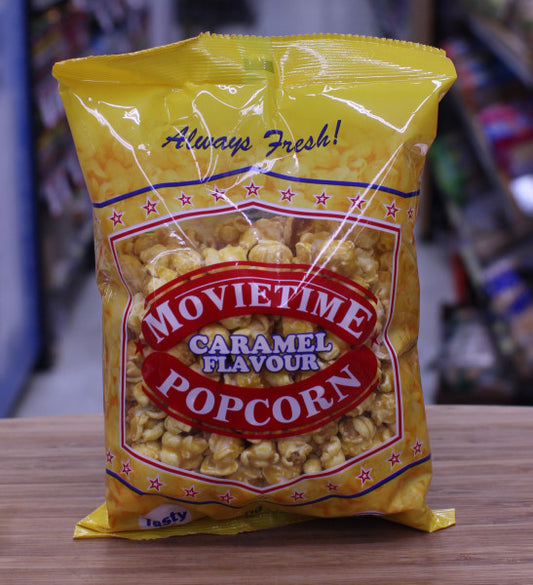 Always Fresh!
MOVIETIME
CARAMEL
FLAVOUR
POPCORN
Tasty